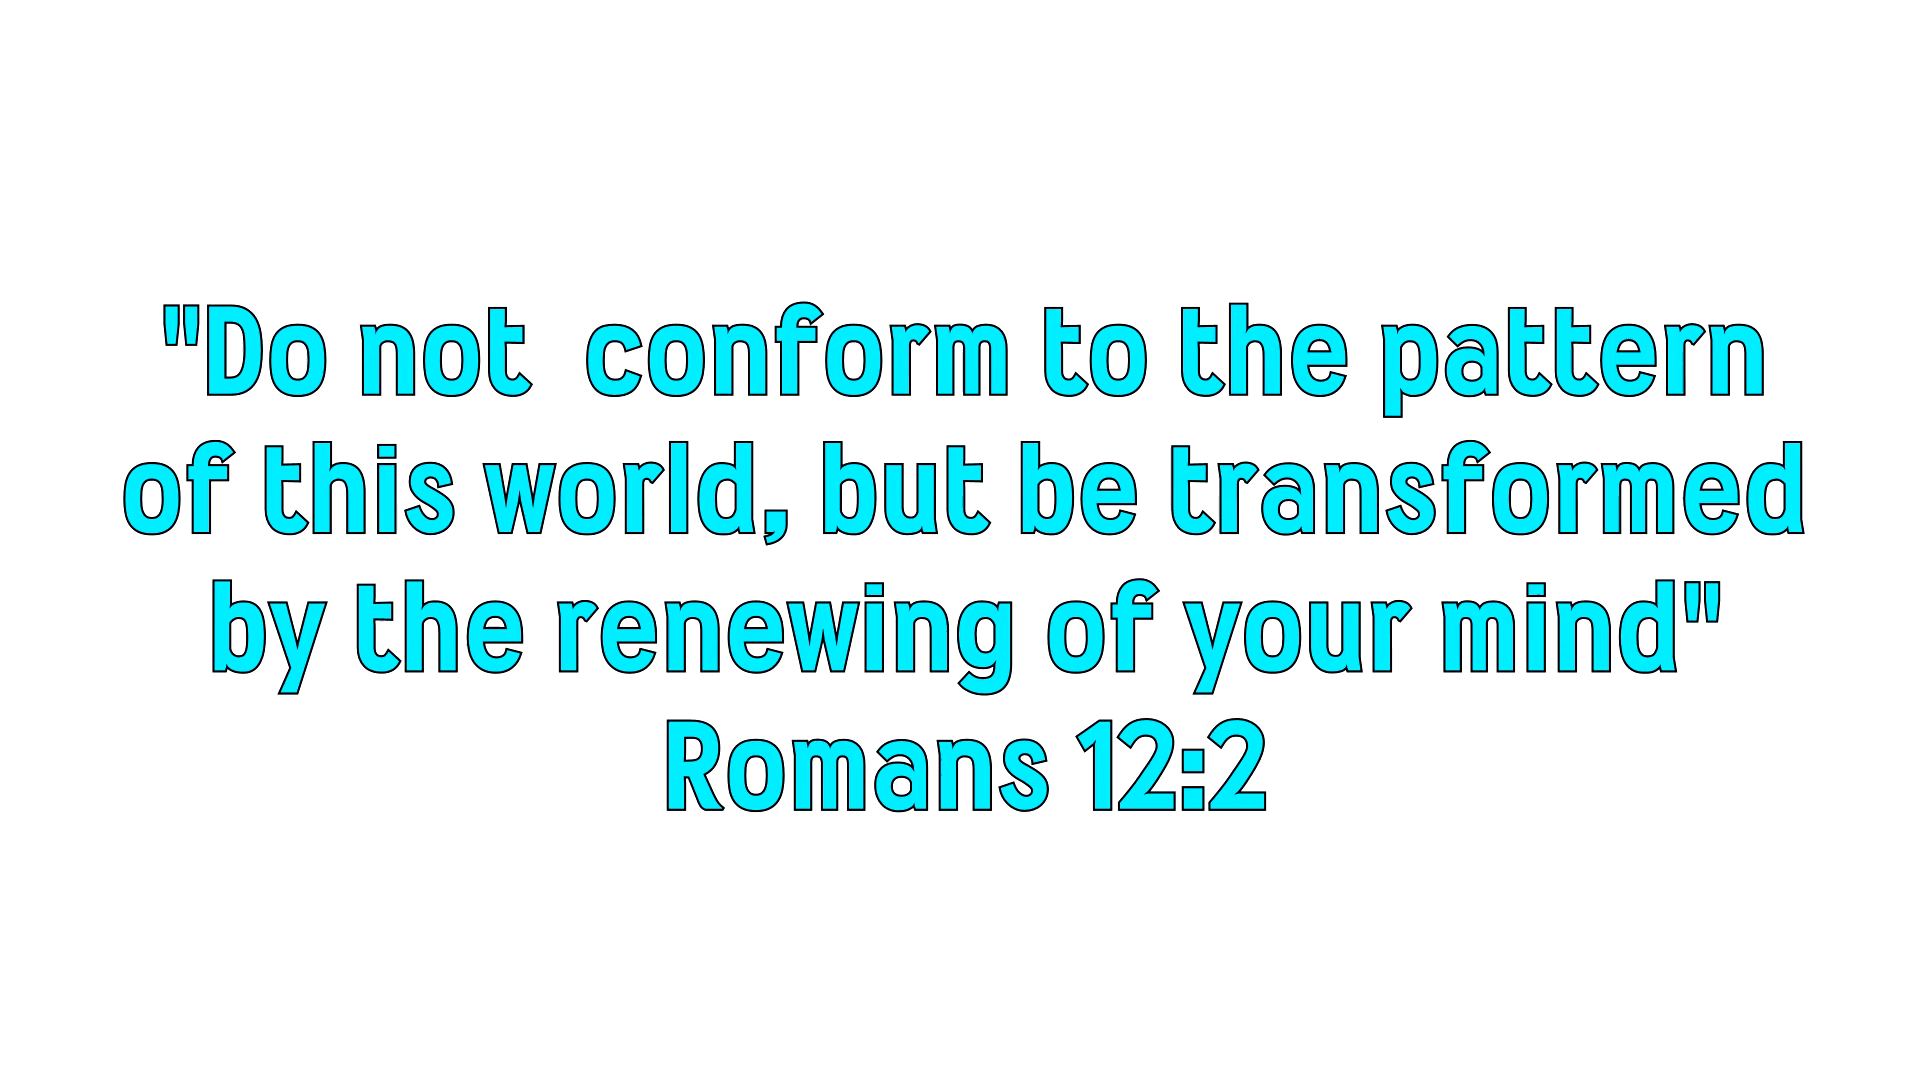 "Do not  conform to the pattern
of this world, but be transformed
by the renewing of your mind"
Romans 12:2